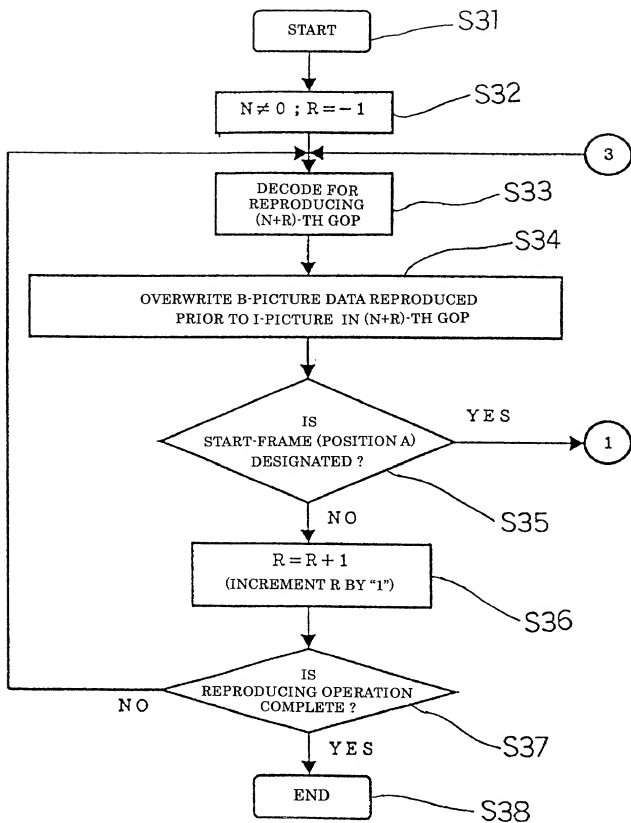 START
S31
N≠0 ; R=−1
S32
3
DECODE FOR
REPRODUCING
(N+R)-TH GOP
S33
S34
OVERWRITE B-PICTURE DATA REPRODUCED
PRIOR TO I-PICTURE IN (N+R)-TH GOP
IS
START-FRAME (POSITION A)
DESIGNATED ?
YES
1
S35
NO
R=R+1
(INCREMENT R BY "1")
S36
IS
REPRODUCING OPERATION
COMPLETE ?
NO
S37
YES
END
S38